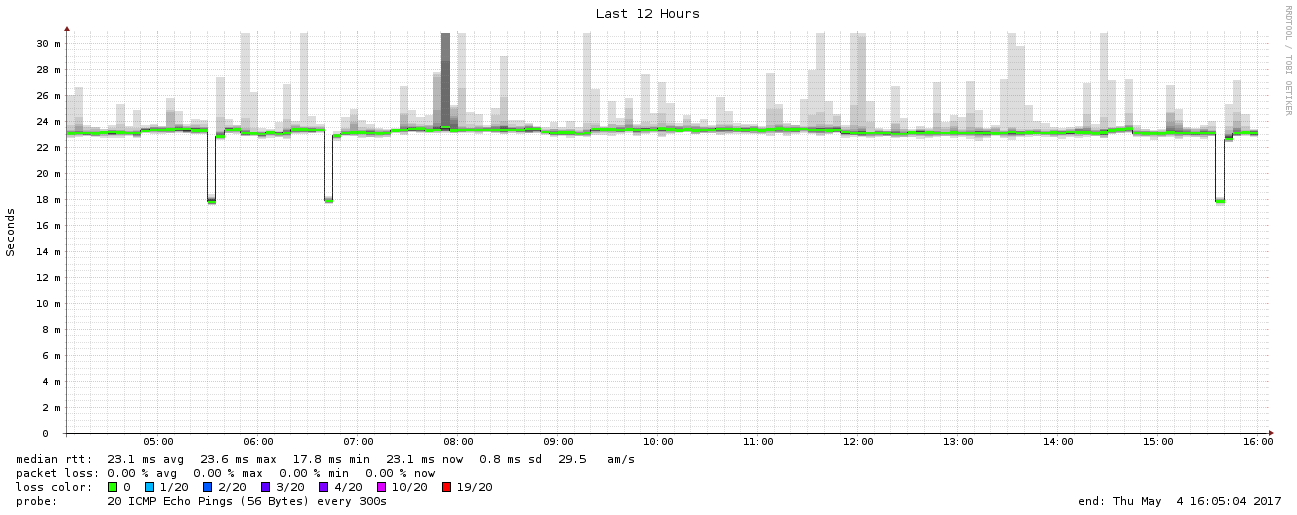 Last 12 Hours
RRDTOOL / TOBI OETIKER
Seconds
30 m
28 m
26 m
24 m
22 m
20 m
18 m
16 m
14 m
12 m
10 m
8 m
6 m
4 m
2 m
0
05:00 06:00 07:00 08:00 09:00 10:00 11:00 12:00 13:00 14:00 15:00 16:00
median rtt: 23.1 ms avg 23.6 ms max 17.8 ms min 23.1 ms now 0.8 ms sd 29.5 am/s
packet loss: 0.00 % avg 0.00 % max 0.00 % min 0.00 % now
loss color: 0 1/20 2/20 3/20 4/20 10/20 19/20
probe: 20 ICMP Echo Pings (56 Bytes) every 300s end: Thu May 4 16:05:04 2017